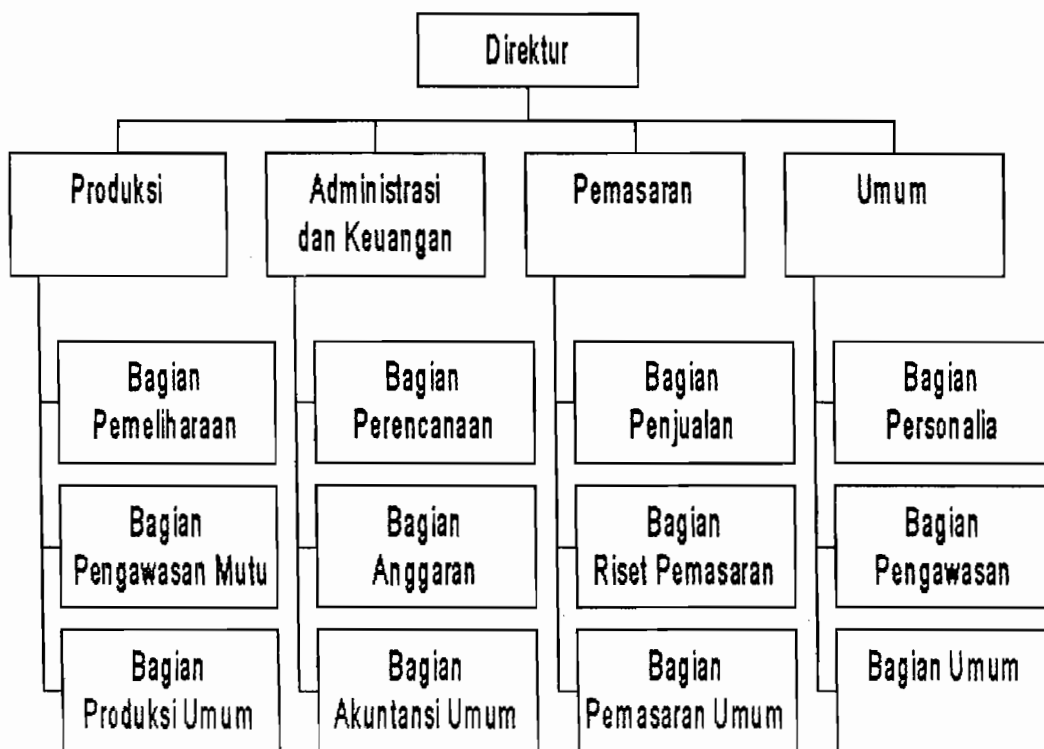 Direktur
Produksi
Administrasi
dan Keuangan
Pemasaran
Umum
Bagian
Pemeliharaan
Bagian
Perencanaan
Bagian
Penjualan
Bagian
Personalia
Bagian
Pengawasan Mutu
Bagian
Anggaran
Bagian
Riset Pemasaran
Bagian
Pengawasan
Bagian
Produksi Umum
Bagian
Akuntansi Umum
Bagian
Pemasaran Umum
Bagian Umum